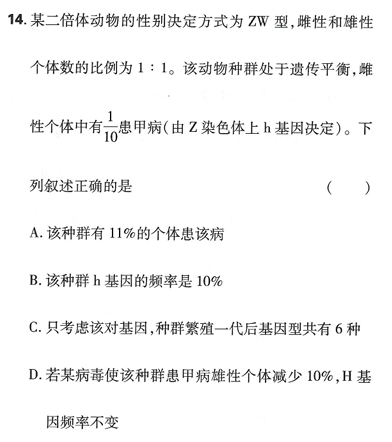 14. 某二倍体动物的性别决定方式为 ZW 型,雌性和雄性
个体数的比例为 1∶1。该动物种群处于遗传平衡,雌
性个体中有1/10患甲病(由 Z 染色体上 h 基因决定)。下
列叙述正确的是 ( )
A. 该种群有 11%的个体患该病
B. 该种群 h 基因的频率是 10%
C. 只考虑该对基因,种群繁殖一代后基因型共有 6 种
D. 若某病毒使该种群患甲病雄性个体减少 10%,H 基
因频率不变